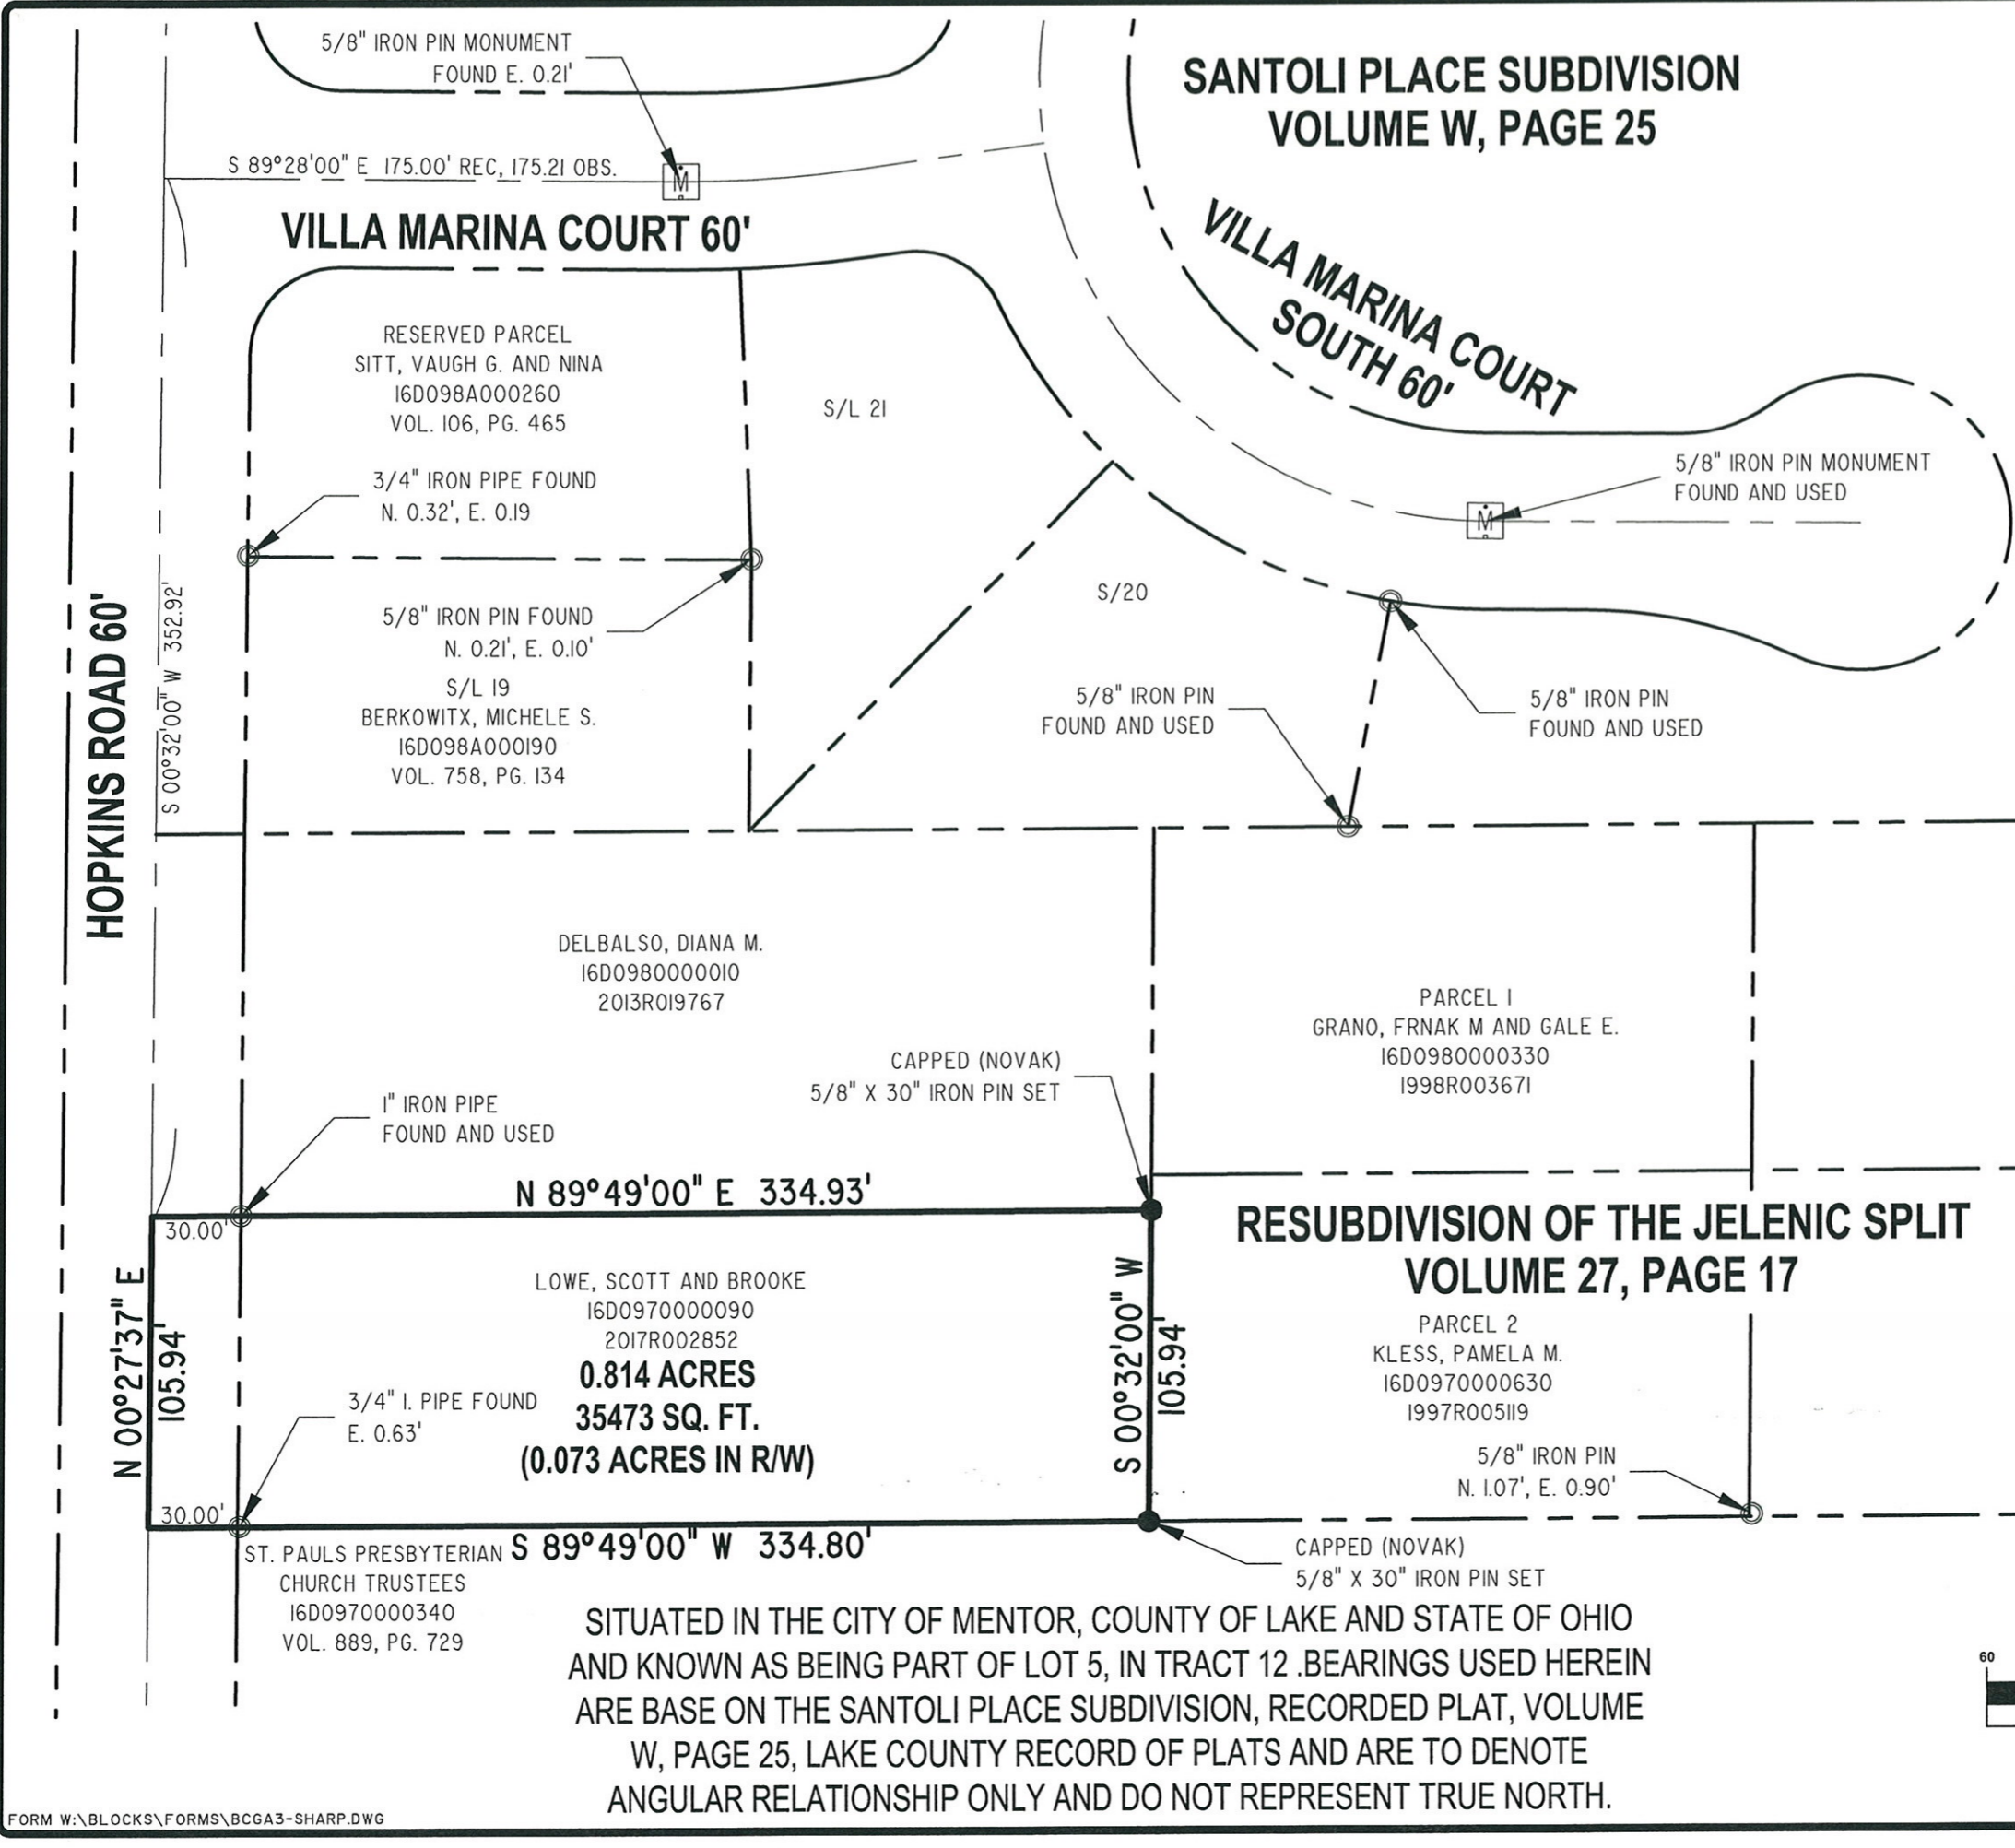 5/8" IRON PIN MONUMENT
FOUND E. 0.21'
SANTOLI PLACE SUBDIVISION
VOLUME W, PAGE 25
S 89°28'00" E 175.00' REC, 175.21 OBS.
M
VILLA MARINA COURT 60'
VILLA MARINA COURT
SOUTH 60'
RESERVED PARCEL
SITT, VAUGH G. AND NINA
16D098A000260
VOL. 106, PG. 465
S/L 21
3/4" IRON PIPE FOUND
N. 0.32', E. 0.19
5/8" IRON PIN MONUMENT
FOUND AND USED
M
HOPKINS ROAD 60'
S 00°32'00" W 352.92'
5/8" IRON PIN FOUND
N. 0.21', E. 0.10'
S/20
S/L 19
BERKOWITX, MICHELE S.
16D098A000190
VOL. 758, PG. 134
5/8" IRON PIN
FOUND AND USED
5/8" IRON PIN
FOUND AND USED
DELBALSO, DIANA M.
16D0980000010
2013R019767
PARCEL 1
GRANO, FRNAK M AND GALE E.
16D0980000330
1998R003671
CAPPED (NOVAK)
5/8" X 30" IRON PIN SET
1" IRON PIPE
FOUND AND USED
N 89°49'00" E 334.93'
30.00'
RESUBDIVISION OF THE JELENIC SPLIT
VOLUME 27, PAGE 17
N 00°27'37" E
105.94'
LOWE, SCOTT AND BROOKE
16D0970000090
2017R002852
0.814 ACRES
35473 SQ. FT.
(0.073 ACRES IN R/W)
S 00°32'00" W
105.94'
PARCEL 2
KLESS, PAMELA M.
16D0970000630
1997R005119
3/4" I. PIPE FOUND
E. 0.63'
5/8" IRON PIN
N. 1.07', E. 0.90'
30.00'
S 89°49'00" W 334.80'
ST. PAULS PRESBYTERIAN
CHURCH TRUSTEES
16D0970000340
VOL. 889, PG. 729
CAPPED (NOVAK)
5/8" X 30" IRON PIN SET
SITUATED IN THE CITY OF MENTOR, COUNTY OF LAKE AND STATE OF OHIO
AND KNOWN AS BEING PART OF LOT 5, IN TRACT 12 .BEARINGS USED HEREIN
ARE BASE ON THE SANTOLI PLACE SUBDIVISION, RECORDED PLAT, VOLUME
W, PAGE 25, LAKE COUNTY RECORD OF PLATS AND ARE TO DENOTE
ANGULAR RELATIONSHIP ONLY AND DO NOT REPRESENT TRUE NORTH.
60
FORM W:\BLOCKS\FORMS\BCGA3-SHARP.DWG